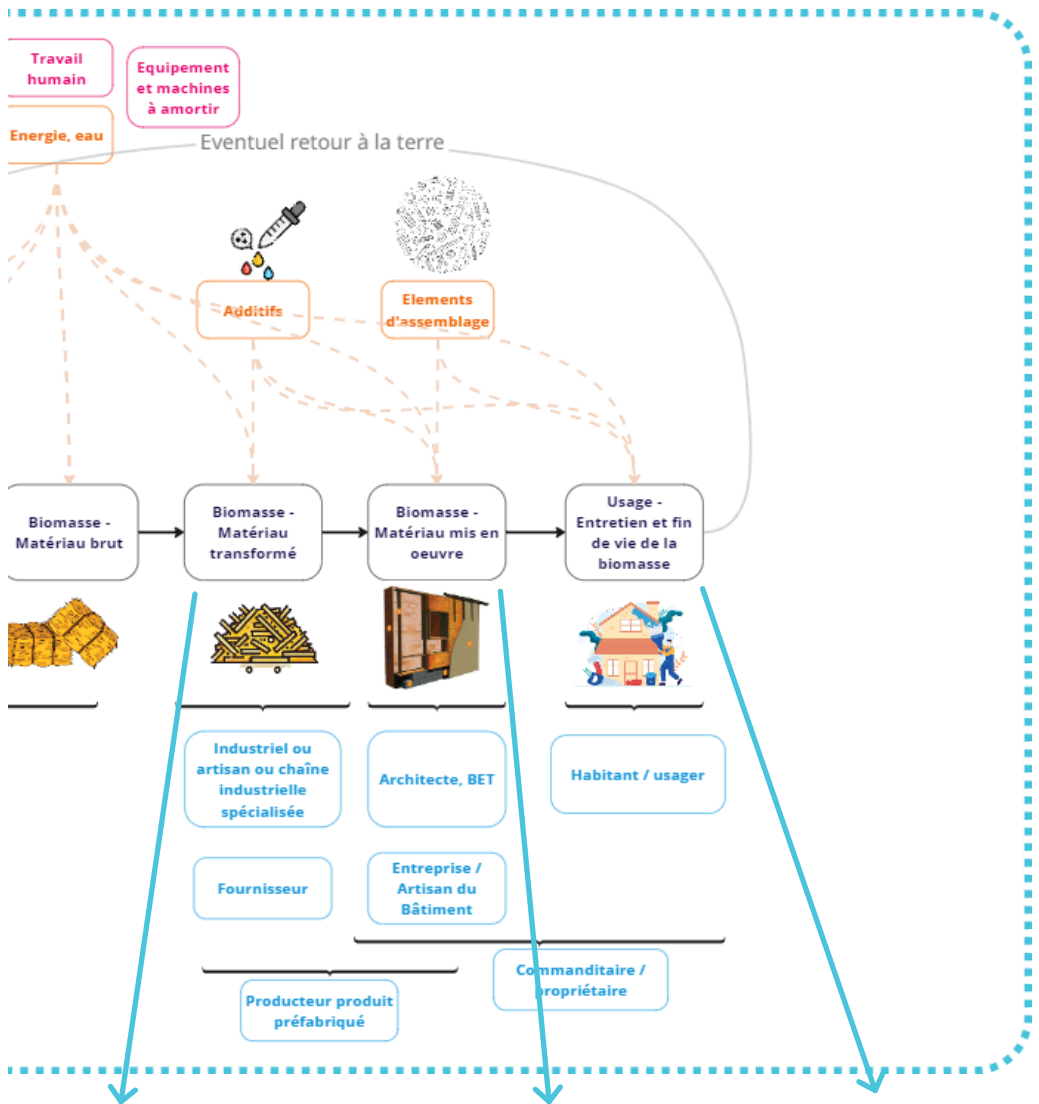 Travail
humain
Equipement
et machines
à amortir
Energie, eau
Eventuel retour à la terre
Additifs
Elements
d'assemblage
Biomasse -
Matériau brut
Biomasse -
Matériau
transformé
Biomasse -
Matériau mis en
oeuvre
Usage -
Entretien et fin
de vie de la
biomasse
Industriel ou
artisan ou chaîne
industrielle
spécialisée
Architecte, BET
Habitant / usager
Fournisseur
Entreprise /
Artisan du
Bâtiment
Commanditaire /
propriétaire
Producteur produit
préfabriqué